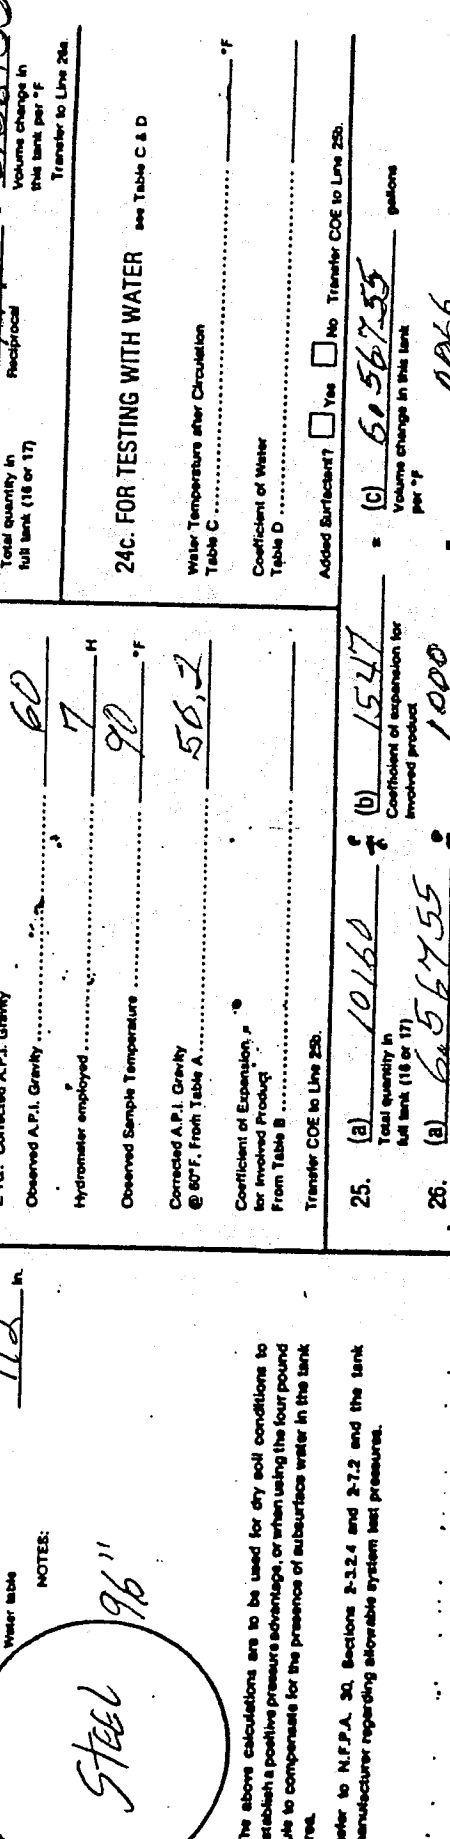 Water table
112 in.
NOTES:
STEEL
96"
The above calculations are to be used for dry soil conditions to
establish a positive pressure advantage, or when using the four pound
rule to compensate for the presence of subsurface water in the tank
area.
Refer to N.F.P.A. 30, Sections 2-3.2.4 and 2-7.2 and the tank
manufacturer regarding allowable system test pressures.
Corrected A.P.I. Gravity
Observed A.P.I. Gravity 60
Hydrometer employed 7 H
Observed Sample Temperature 90 °F
Corrected A.P.I. Gravity
@ 60°F. From Table A 56.2
Coefficient of Expansion
for Involved Product
From Table B
Transfer COE to Line 25b.
Total quantity in
full tank (16 or 17)
Reciprocal
Volume change in
this tank per °F
Transfer to Line 26a.
24c. FOR TESTING WITH WATER see Table C & D
Water Temperature after Circulation
Table C °F
Coefficient of Water
Table D
Added Surfactant? Yes No Transfer COE to Line 25b.
25. (a) 10160 (b) 1547 = (c) 6.56755 gallons
Total quantity in
full tank (16 or 17)
Coefficient of expansion for
Involved product
Volume change in this tank
per °F
26. (a) 6.56755